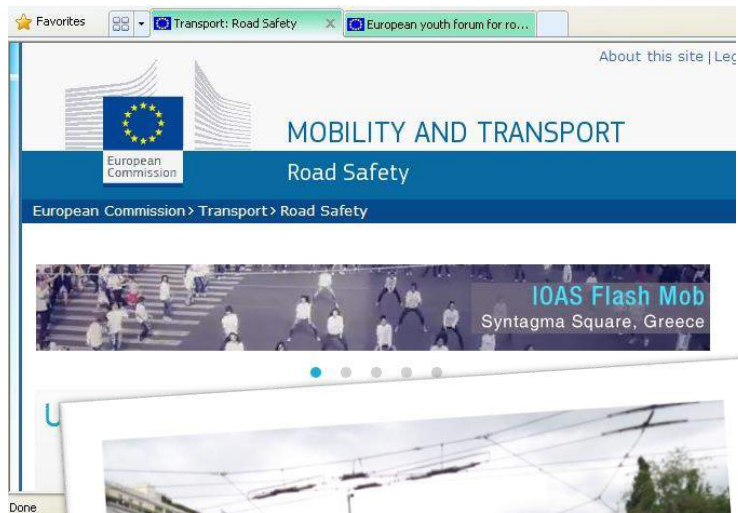 Favorites
Transport: Road Safety
European youth forum for ro...
About this site | Leg
MOBILITY AND TRANSPORT
European
Commission
Road Safety
European Commission > Transport > Road Safety
IOAS Flash Mob
Syntagma Square, Greece
U
Done